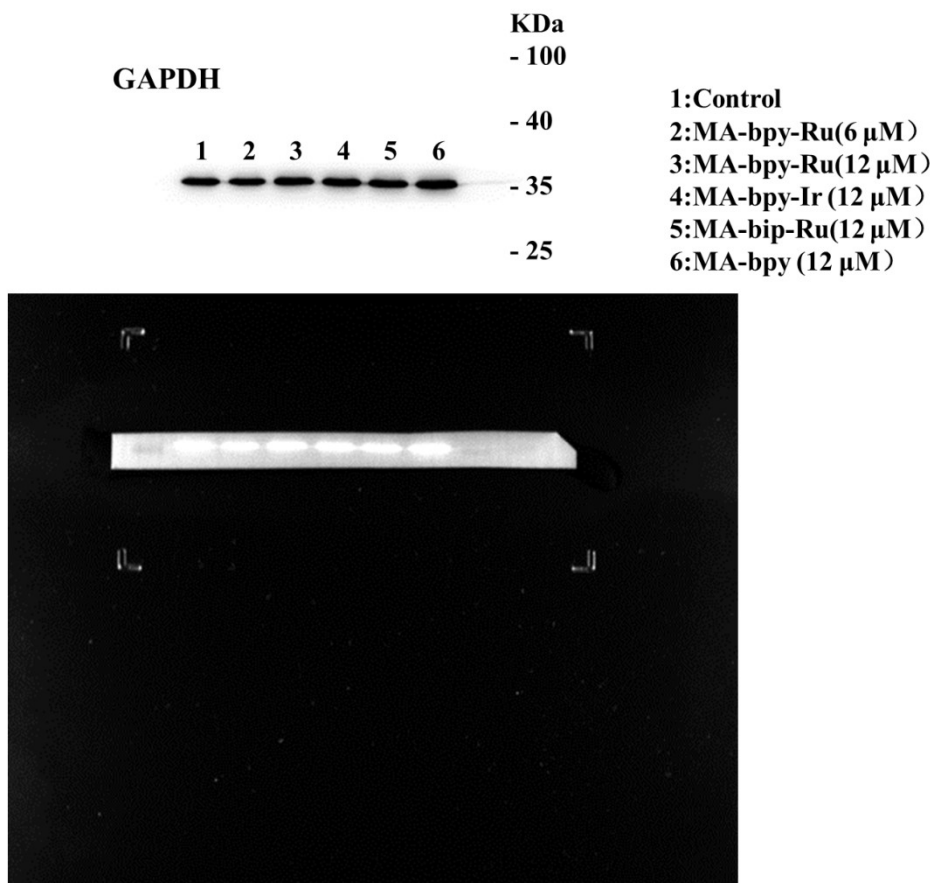 KDa
- 100
GAPDH
- 40
1 2 3 4 5 6
- 35
- 25
1:Control
2:MA-bpy-Ru(6 μM）
3:MA-bpy-Ru(12 μM）
4:MA-bpy-Ir (12 μM）
5:MA-bip-Ru(12 μM）
6:MA-bpy (12 μM）